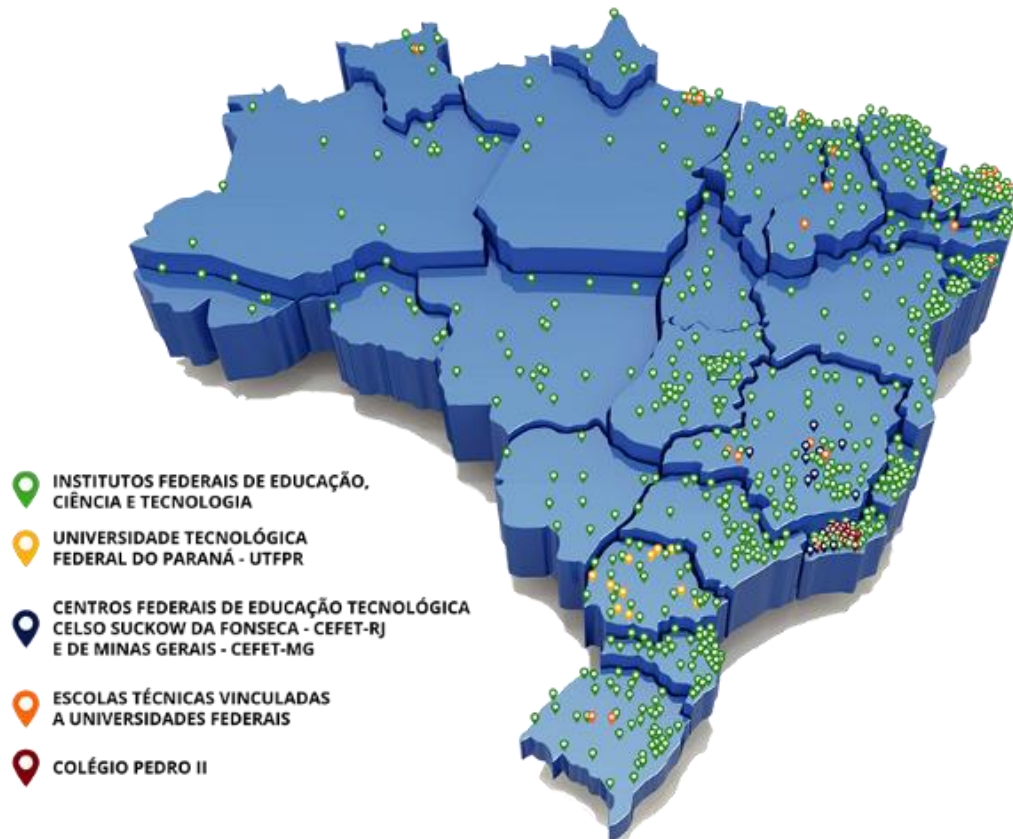 INSTITUTOS FEDERAIS DE EDUCAÇÃO,
CIÊNCIA E TECNOLOGIA
UNIVERSIDADE TECNOLÓGICA
FEDERAL DO PARANÁ - UTFPR
CENTROS FEDERAIS DE EDUCAÇÃO TECNOLÓGICA
CELSO SUCKOW DA FONSECA - CEFET-RJ
E DE MINAS GERAIS - CEFET-MG
ESCOLAS TÉCNICAS VINCULADAS
A UNIVERSIDADES FEDERAIS
COLÉGIO PEDRO II